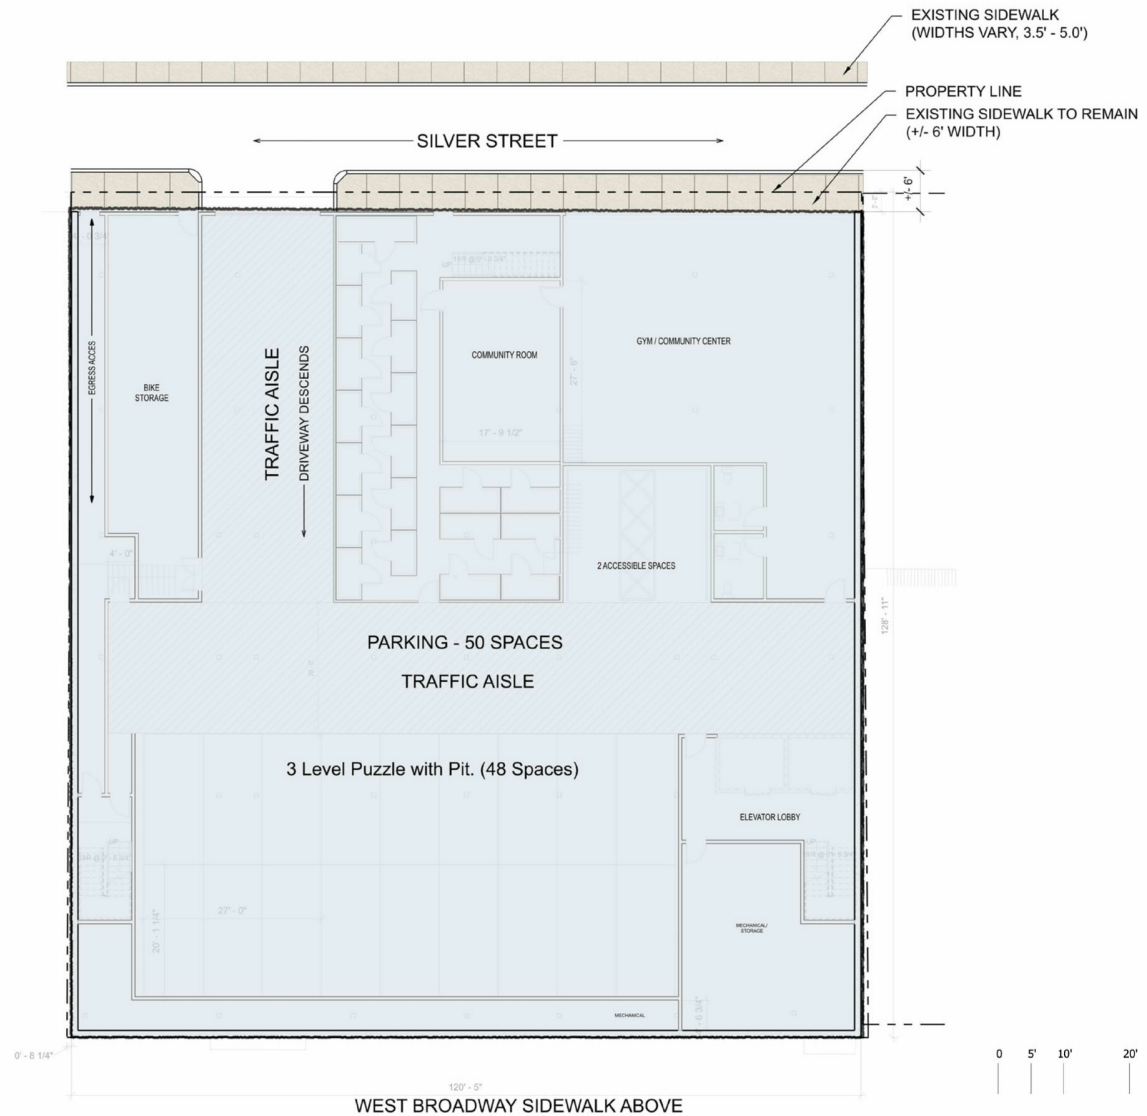 EXISTING SIDEWALK
(WIDTHS VARY, 3.5' - 5.0')
PROPERTY LINE
EXISTING SIDEWALK TO REMAIN
(+/- 6' WIDTH)
SILVER STREET
+/- 6'
UP
EGRESS ACCES
BIKE
STORAGE
TRAFFIC AISLE
DRIVEWAY DESCENDS
COMMUNITY ROOM
GYM / COMMUNITY CENTER
27' - 6"
17' - 9 1/2"
4' - 0"
2 ACCESSIBLE SPACES
128' - 11"
PARKING - 50 SPACES
TRAFFIC AISLE
3 Level Puzzle with Pit. (48 Spaces)
ELEVATOR LOBBY
UP
UP
27' - 0"
20' - 1 1/4"
MECHANICAL/
STORAGE
MECHANICAL
0' - 8 1/4"
120' - 5"
WEST BROADWAY SIDEWALK ABOVE
0 5' 10' 20'